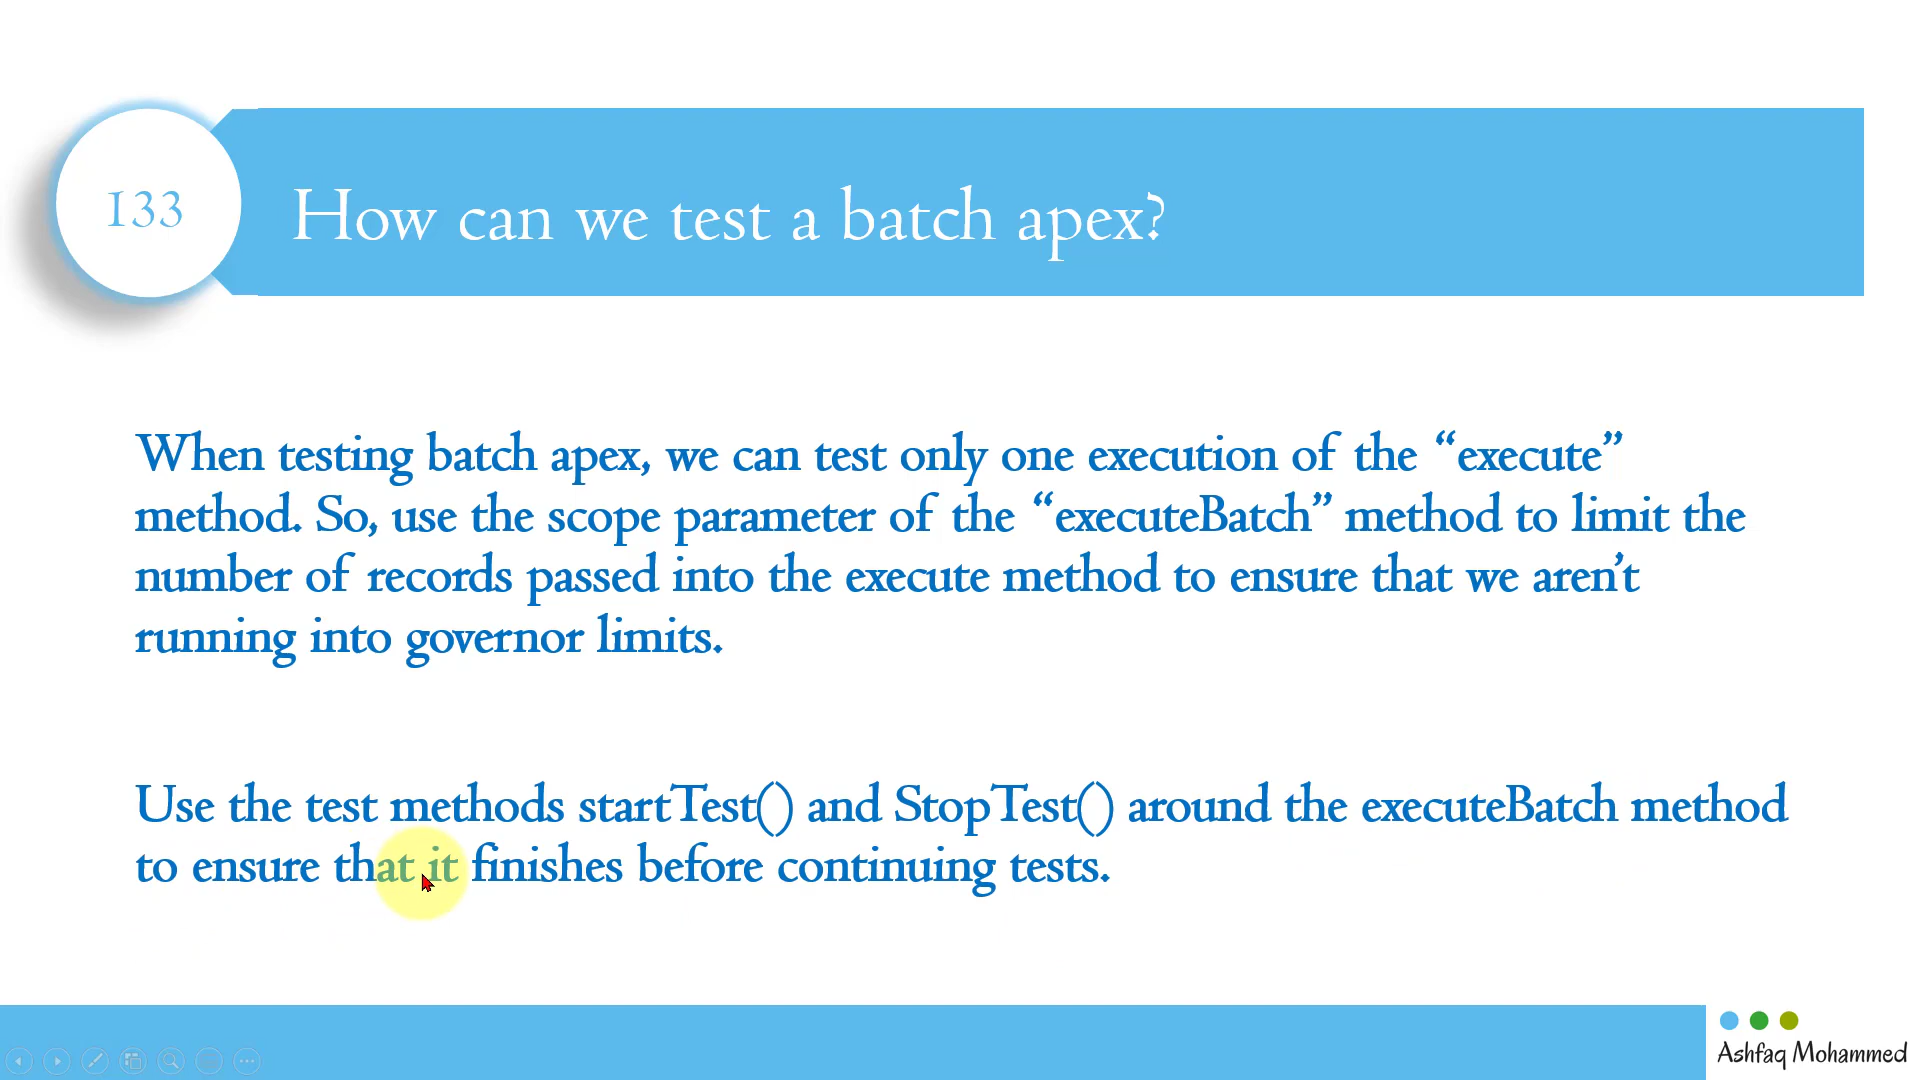 133
How can we test a batch apex?
When testing batch apex, we can test only one execution of the “execute”
method. So, use the scope parameter of the “executeBatch” method to limit the
number of records passed into the execute method to ensure that we aren’t
running into governor limits.
Use the test methods startTest() and StopTest() around the executeBatch method
to ensure that it finishes before continuing tests.
Ashfaq Mohammed